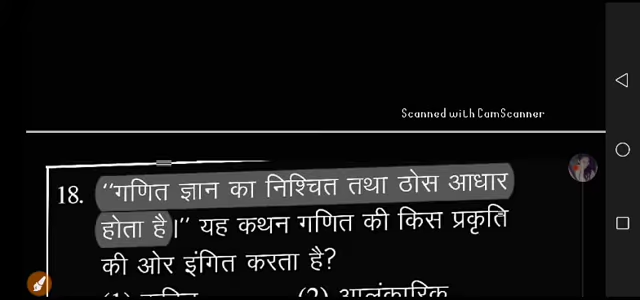 Scanned with CamScanner
18. "गणित ज्ञान का निश्चित तथा ठोस आधार
होता है।" यह कथन गणित की किस प्रकृति
की ओर इंगित करता है?
(2) आलंकारिक